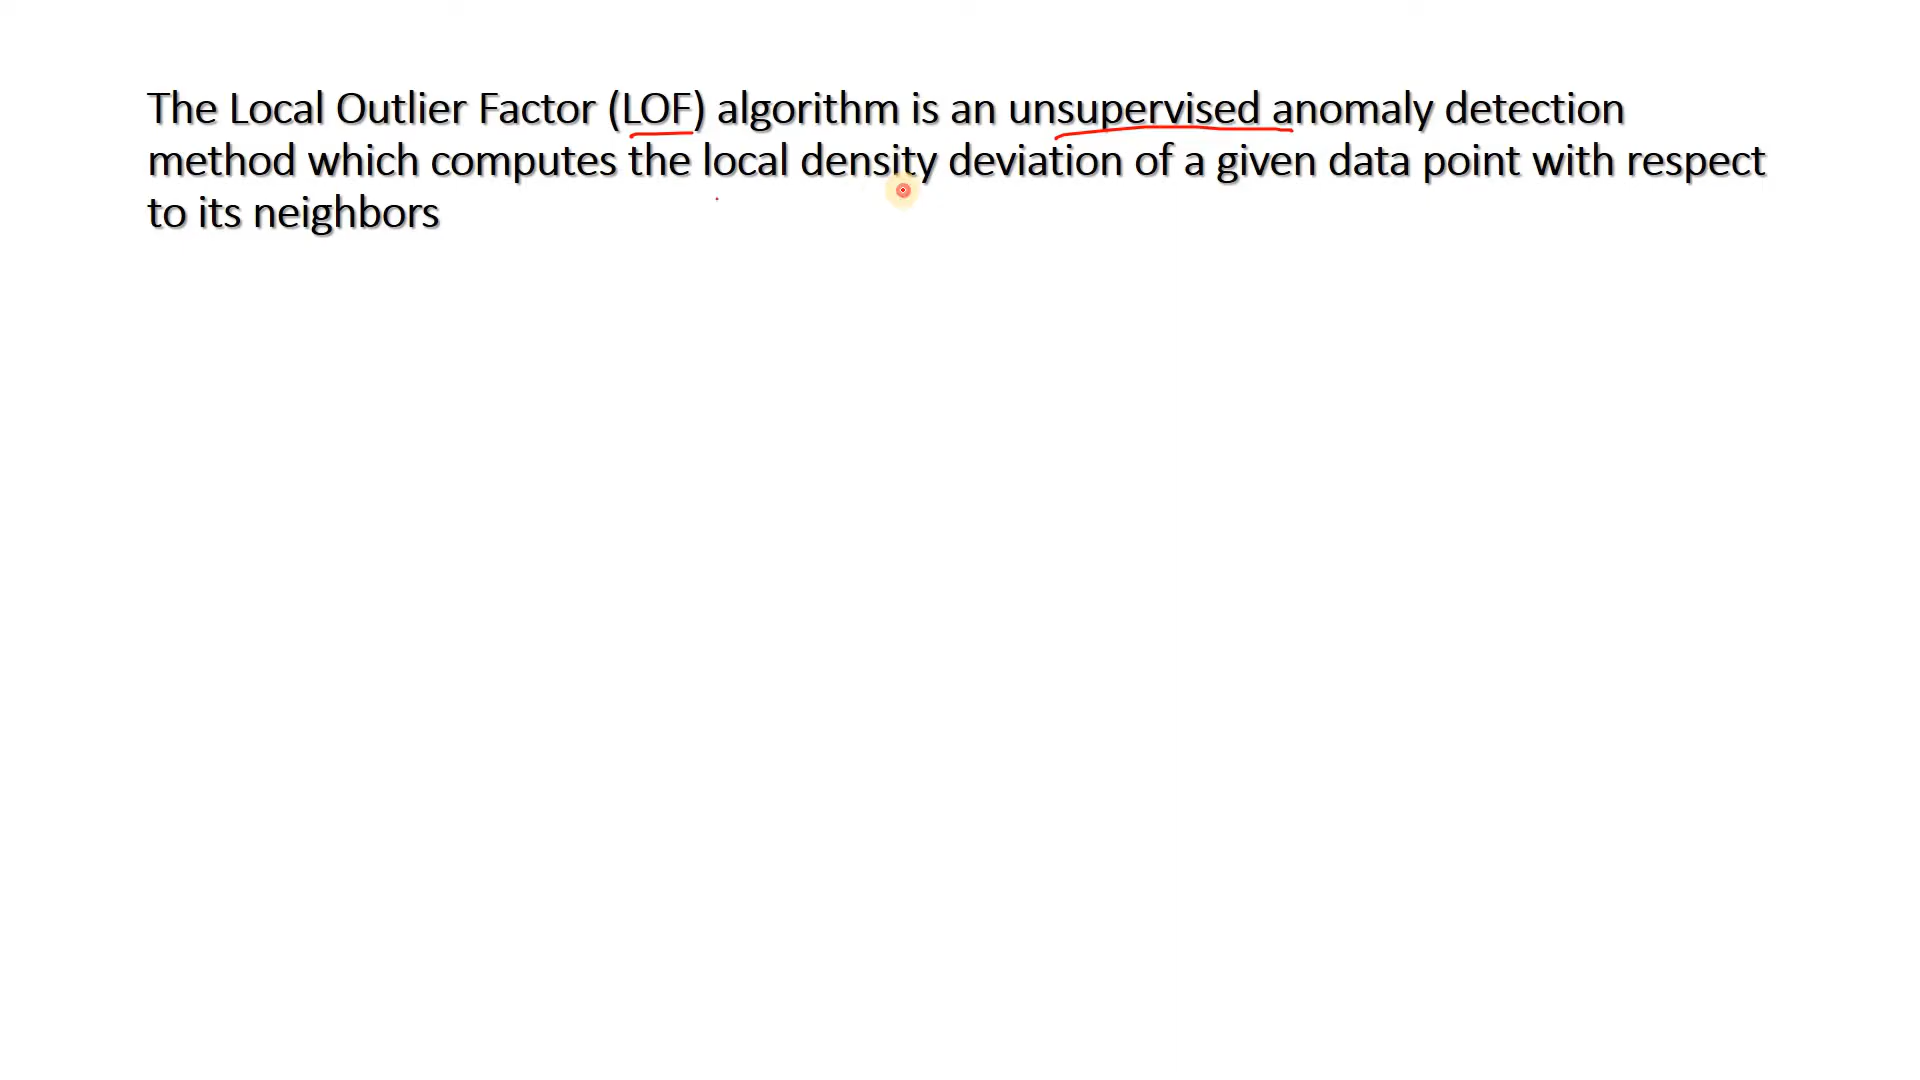 The Local Outlier Factor (LOF) algorithm is an unsupervised anomaly detection
method which computes the local density deviation of a given data point with respect
to its neighbors